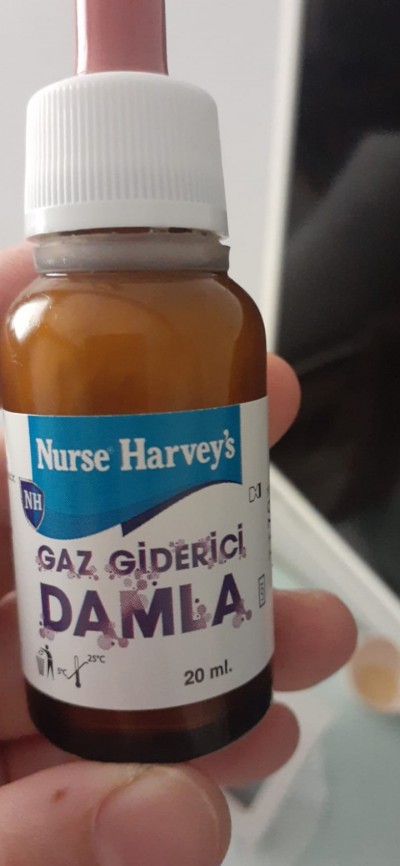 Nurse Harvey's
NH
GAZ GİDERİCİ
DAMLA
5°C
25°C
20 ml.